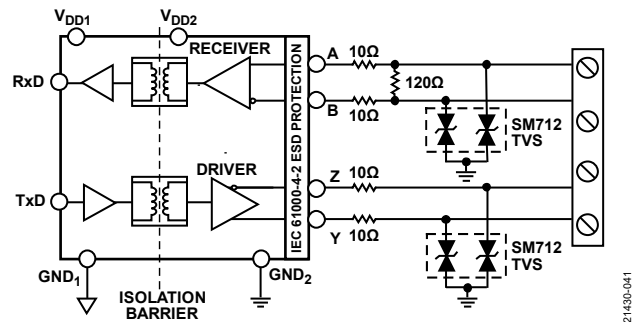 VDD1
VDD2
RECEIVER
RxD
A
10Ω
120Ω
B
10Ω
SM712
TVS
IEC 61000-4-2 ESD PROTECTION
DRIVER
TxD
Z
10Ω
Y
10Ω
SM712
TVS
GND1
GND2
ISOLATION
BARRIER
21430-041